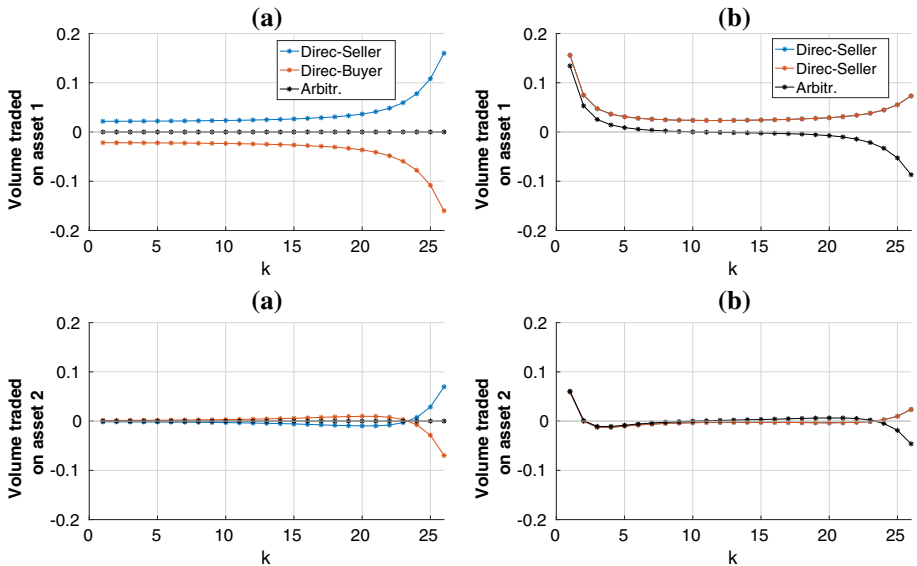 (a)
Volume traded
on asset 1
0.2
0.1
0
-0.1
-0.2
Direc-Seller
Direc-Buyer
Arbitr.
0 5 10 15 20 25
k
(b)
Volume traded
on asset 1
0.2
0.1
0
-0.1
-0.2
Direc-Seller
Direc-Seller
Arbitr.
0 5 10 15 20 25
k
(a)
Volume traded
on asset 2
0.2
0.1
0
-0.1
-0.2
0 5 10 15 20 25
k
(b)
Volume traded
on asset 2
0.2
0.1
0
-0.1
-0.2
0 5 10 15 20 25
k